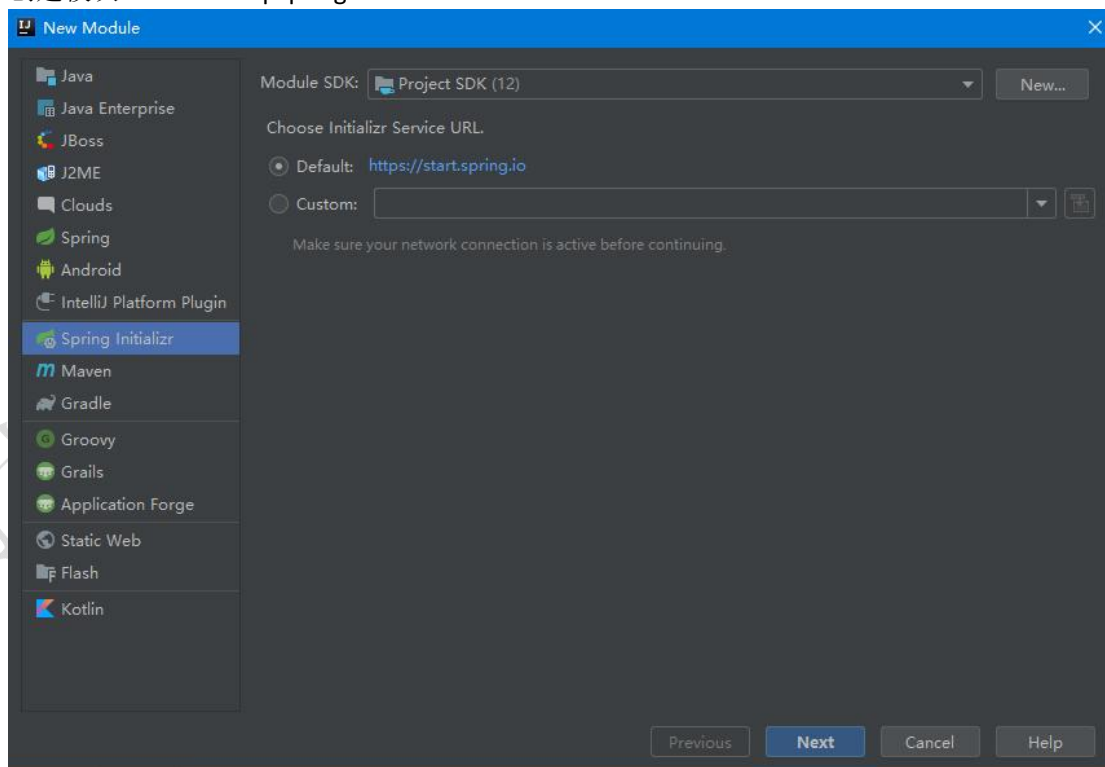 New Module
Java
Java Enterprise
JBoss
J2ME
Clouds
Spring
Android
IntelliJ Platform Plugin
Spring Initializr
Maven
Gradle
Groovy
Grails
Application Forge
Static Web
Flash
Kotlin
Module SDK: Project SDK (12) New...
Choose Initializr Service URL.
Default: https://start.spring.io
Custom:
Make sure your network connection is active before continuing.
Previous Next Cancel Help